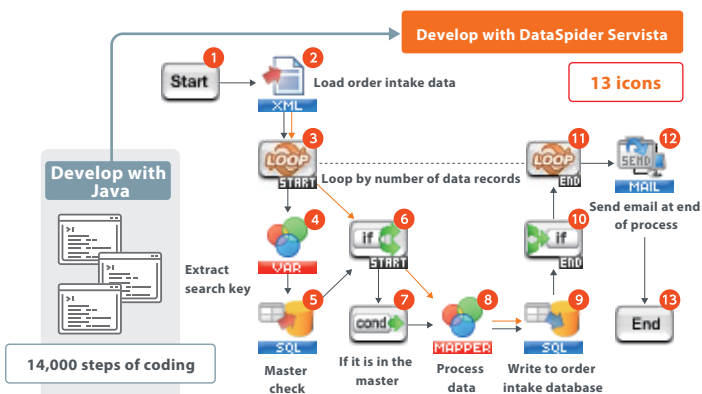 Develop with DataSpider Servista
13 icons
1
Start
2
XML
Load order intake data
3
LOOP
START
Loop by number of data records
11
LOOP
END
12
SEND
MAIL
Send email at end
of process
Develop with
Java
>I
>I
>I
14,000 steps of coding
Extract
search key
4
VAR
6
if
START
10
if
END
5
SQL
Master
check
7
cond
If it is in the
master
8
MAPPER
Process
data
9
SQL
Write to order
intake database
13
End